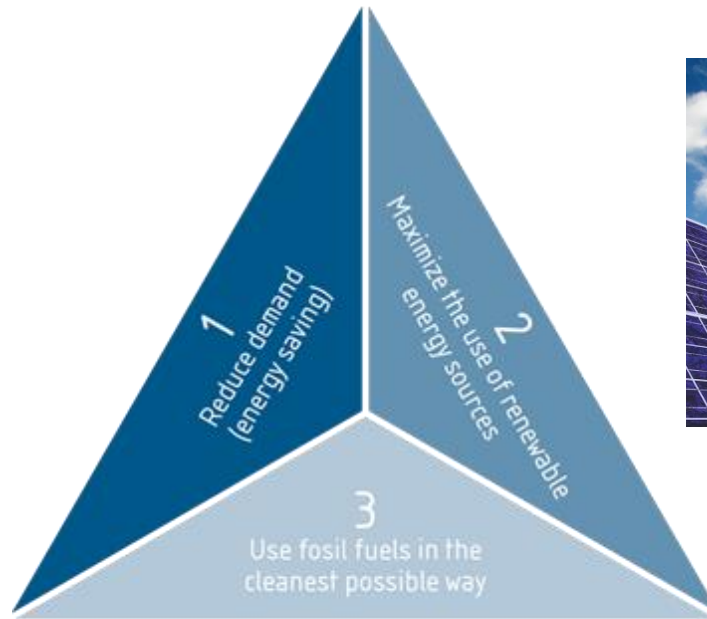 1
Reduce demand
(energy saving)
2
Maximize the use of renewable
energy sources
3
Use fosil fuels in the
cleanest possible way